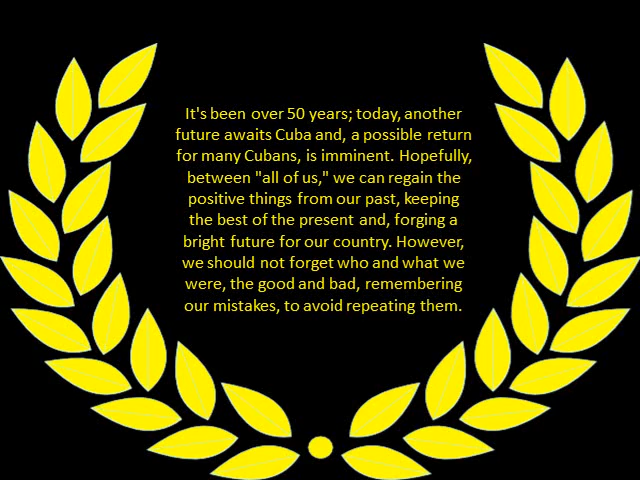 It's been over 50 years; today, another
future awaits Cuba and, a possible return
for many Cubans, is imminent. Hopefully,
between "all of us," we can regain the
positive things from our past, keeping
the best of the present and, forging a
bright future for our country. However,
we should not forget who and what we
were, the good and bad, remembering
our mistakes, to avoid repeating them.